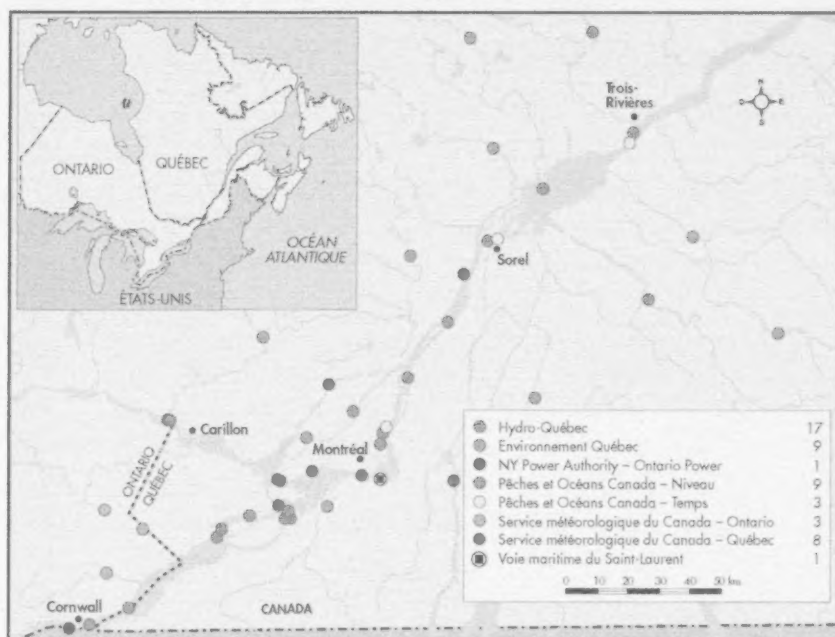 ONTARIO
QUÉBEC
OCÉAN
ATLANTIQUE
ÉTATS-UNIS
Trois-
Rivières
N
S
Sorel
Carillon
Montréal
ONTARIO
QUÉBEC
Cornwall
CANADA
Hydro-Québec 17
Environnement Québec 9
NY Power Authority – Ontario Power 1
Pêches et Océans Canada – Niveau 9
Pêches et Océans Canada – Temps 3
Service météorologique du Canada – Ontario 3
Service météorologique du Canada – Québec 8
Voie maritime du Saint-Laurent 1
0 10 20 30 40 50 km